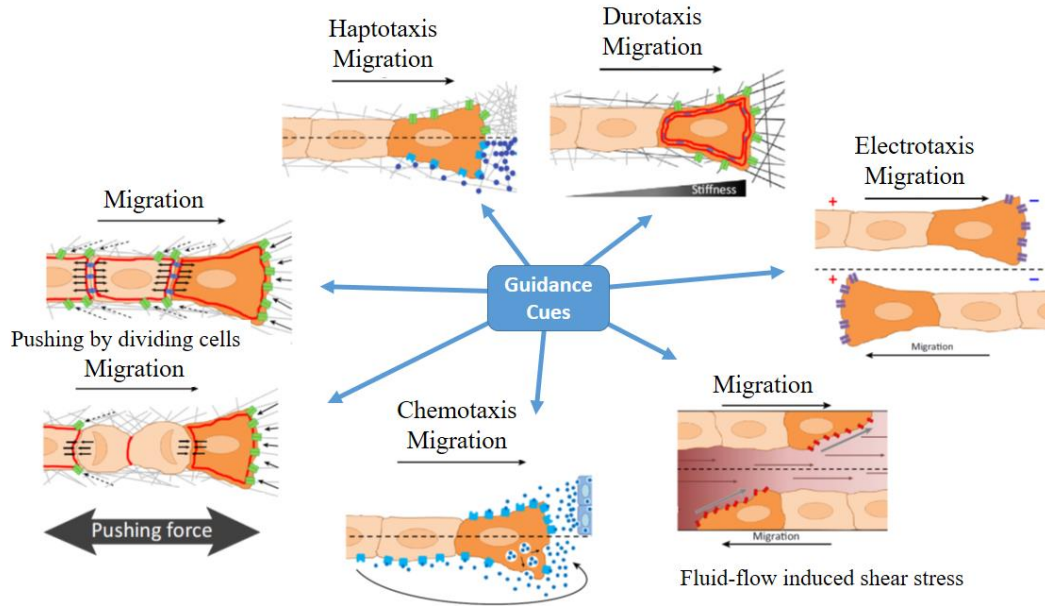 Haptotaxis
Migration
Durotaxis
Migration
Stiffness
Electrotaxis
Migration
+
–
+
–
Migration
Migration
Guidance
Cues
Pushing by dividing cells
Migration
Pushing force
Chemotaxis
Migration
Migration
Migration
Fluid-flow induced shear stress